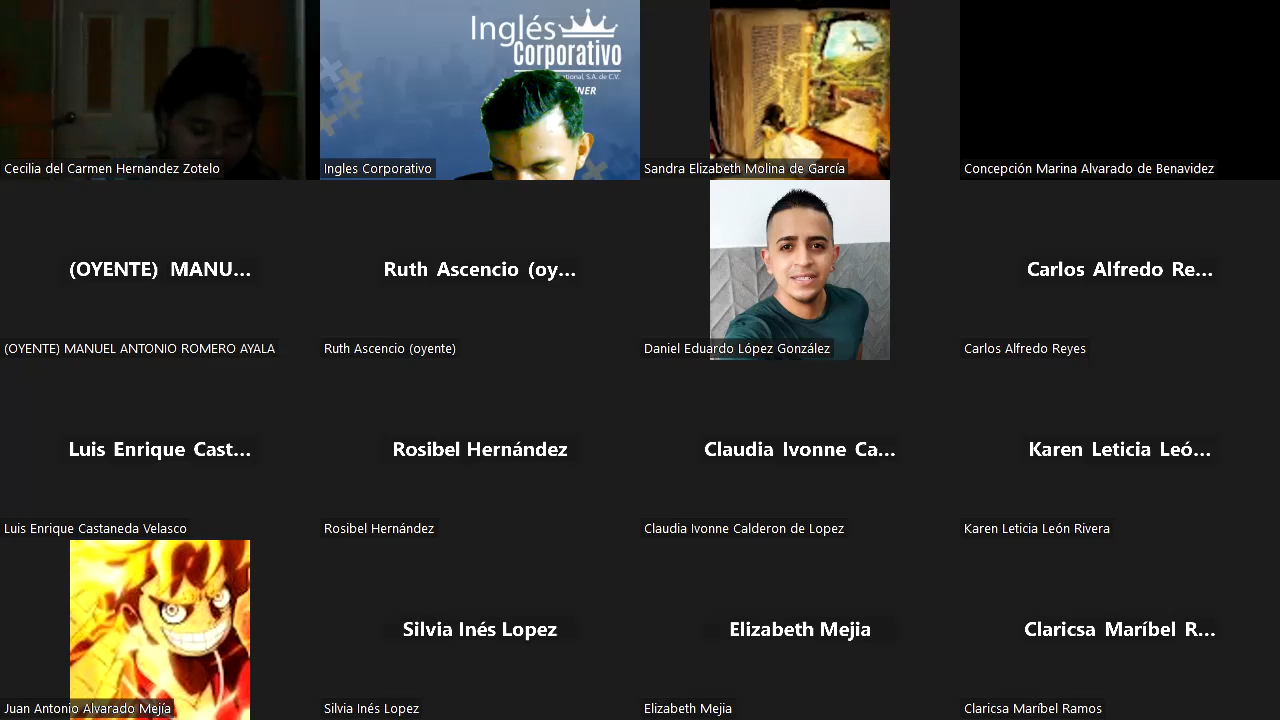 Inglés
Corporativo
national, S.A. de C.V.
NER
Cecilia del Carmen Hernandez Zotelo
Ingles Corporativo
Sandra Elizabeth Molina de García
Concepción Marina Alvarado de Benavidez
(OYENTE) MANU...
Ruth Ascencio (oy...
Carlos Alfredo Re...
(OYENTE) MANUEL ANTONIO ROMERO AYALA
Ruth Ascencio (oyente)
Daniel Eduardo López González
Carlos Alfredo Reyes
Luis Enrique Cast...
Rosibel Hernández
Claudia Ivonne Ca...
Karen Leticia Leó...
Luis Enrique Castaneda Velasco
Rosibel Hernández
Claudia Ivonne Calderon de Lopez
Karen Leticia León Rivera
Silvia Inés Lopez
Elizabeth Mejia
Claricsa Maríbel R...
Juan Antonio Alvarado Mejía
Silvia Inés Lopez
Elizabeth Mejia
Claricsa Maríbel Ramos